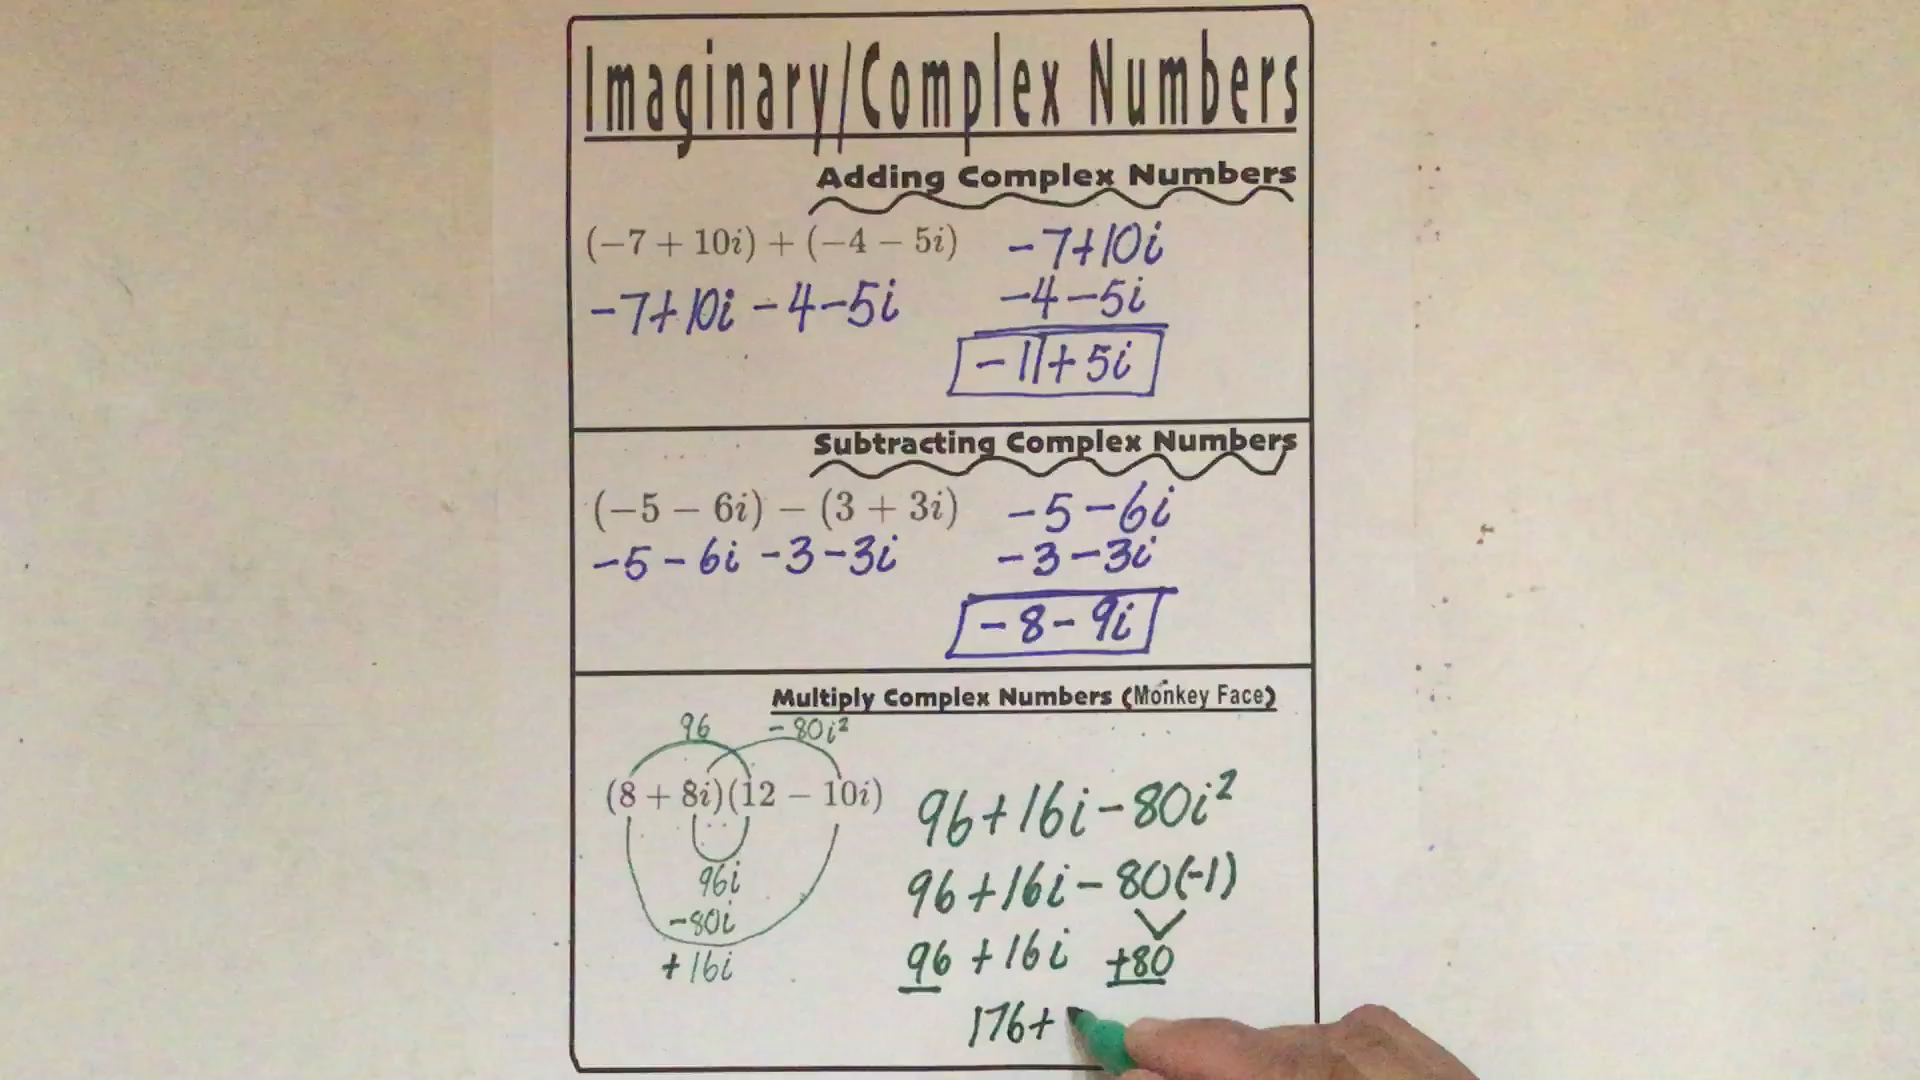 Imaginary/Complex Numbers
Adding Complex Numbers
(−7 + 10i) + (−4 − 5i)
-7+10i
-7+10i -4-5i
-4-5i
-11+5i
Subtracting Complex Numbers
(−5 − 6i) − (3 + 3i)
-5-6i
-5-6i -3-3i
-3-3i
-8-9i
Multiply Complex Numbers (Monkey Face)
96 -80i²
(8 + 8i)(12 − 10i)
96+16i-80i²
96i
96+16i-80(-1)
-80i
96 +16i +80
+16i
176+